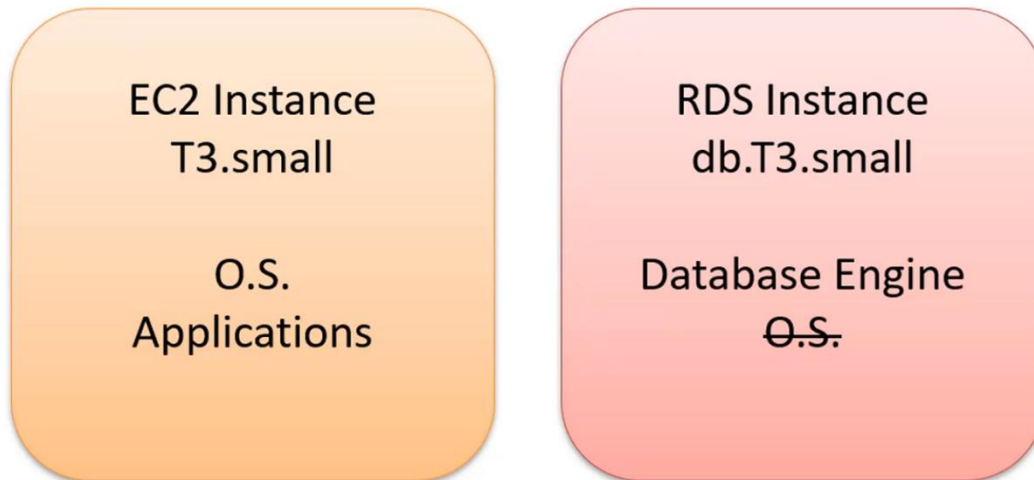 EC2 Instance
T3.small
O.S.
Applications
RDS Instance
db.T3.small
Database Engine
O.S.